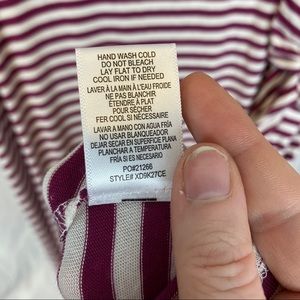 HAND WASH COLD
DO NOT BLEACH
LAY FLAT TO DRY
COOL IRON IF NEEDED
LAVER À LA MAIN À L'EAU FROIDE
NE PAS BLANCHIR
ÉTENDRE À PLAT
POUR SÉCHER
FER COOL SI NÉCESSAIRE
LAVAR A MANO CON AGUA FRÍA
NO USAR BLANQUEADOR
DEJAR SECAR EN SUPERFICIE PLANA
PLANCHAR A TEMPERATURA
FRÍA SI ES NECESARIO
PO#21266
STYLE# XD9K27CE